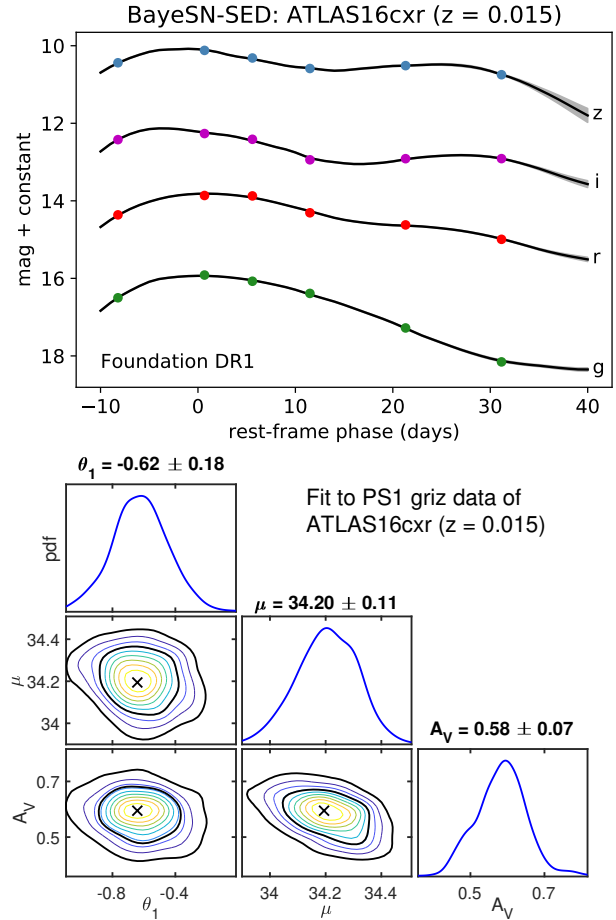 BayeSN-SED: ATLAS16cxr (z = 0.015)
10
12
14
16
18
mag + constant
z
i
r
g
Foundation DR1
−10 0 10 20 30 40
rest-frame phase (days)
θ₁ = -0.62 ± 0.18
Fit to PS1 griz data of
ATLAS16cxr (z = 0.015)
pdf
μ = 34.20 ± 0.11
34.4
34.2
34
μ
A_V = 0.58 ± 0.07
0.7
0.5
A_V
-0.8 -0.4
θ₁
34 34.2 34.4
μ
0.5 0.7
A_V